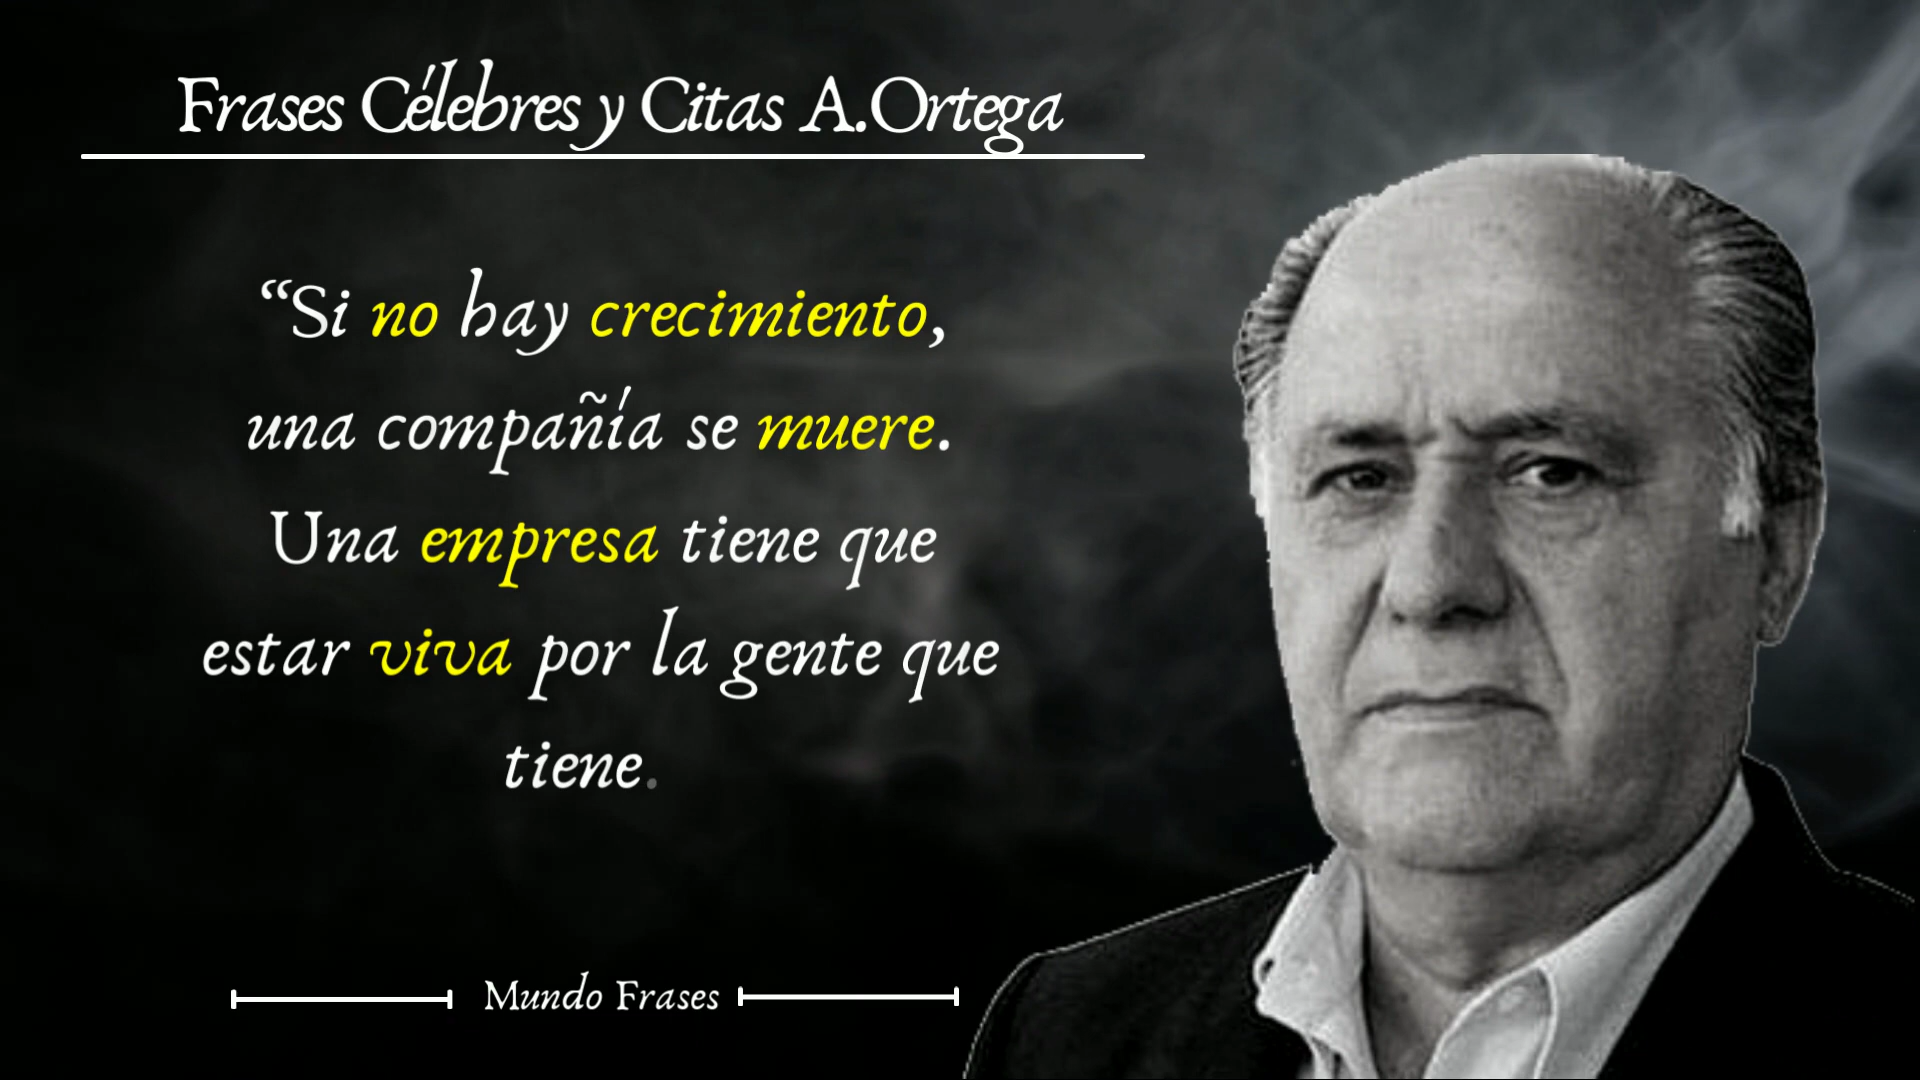 Frases Célebres y Citas A.Ortega
“Si no hay crecimiento,
una compañía se muere.
Una empresa tiene que
estar viva por la gente que
tiene.
Mundo Frases